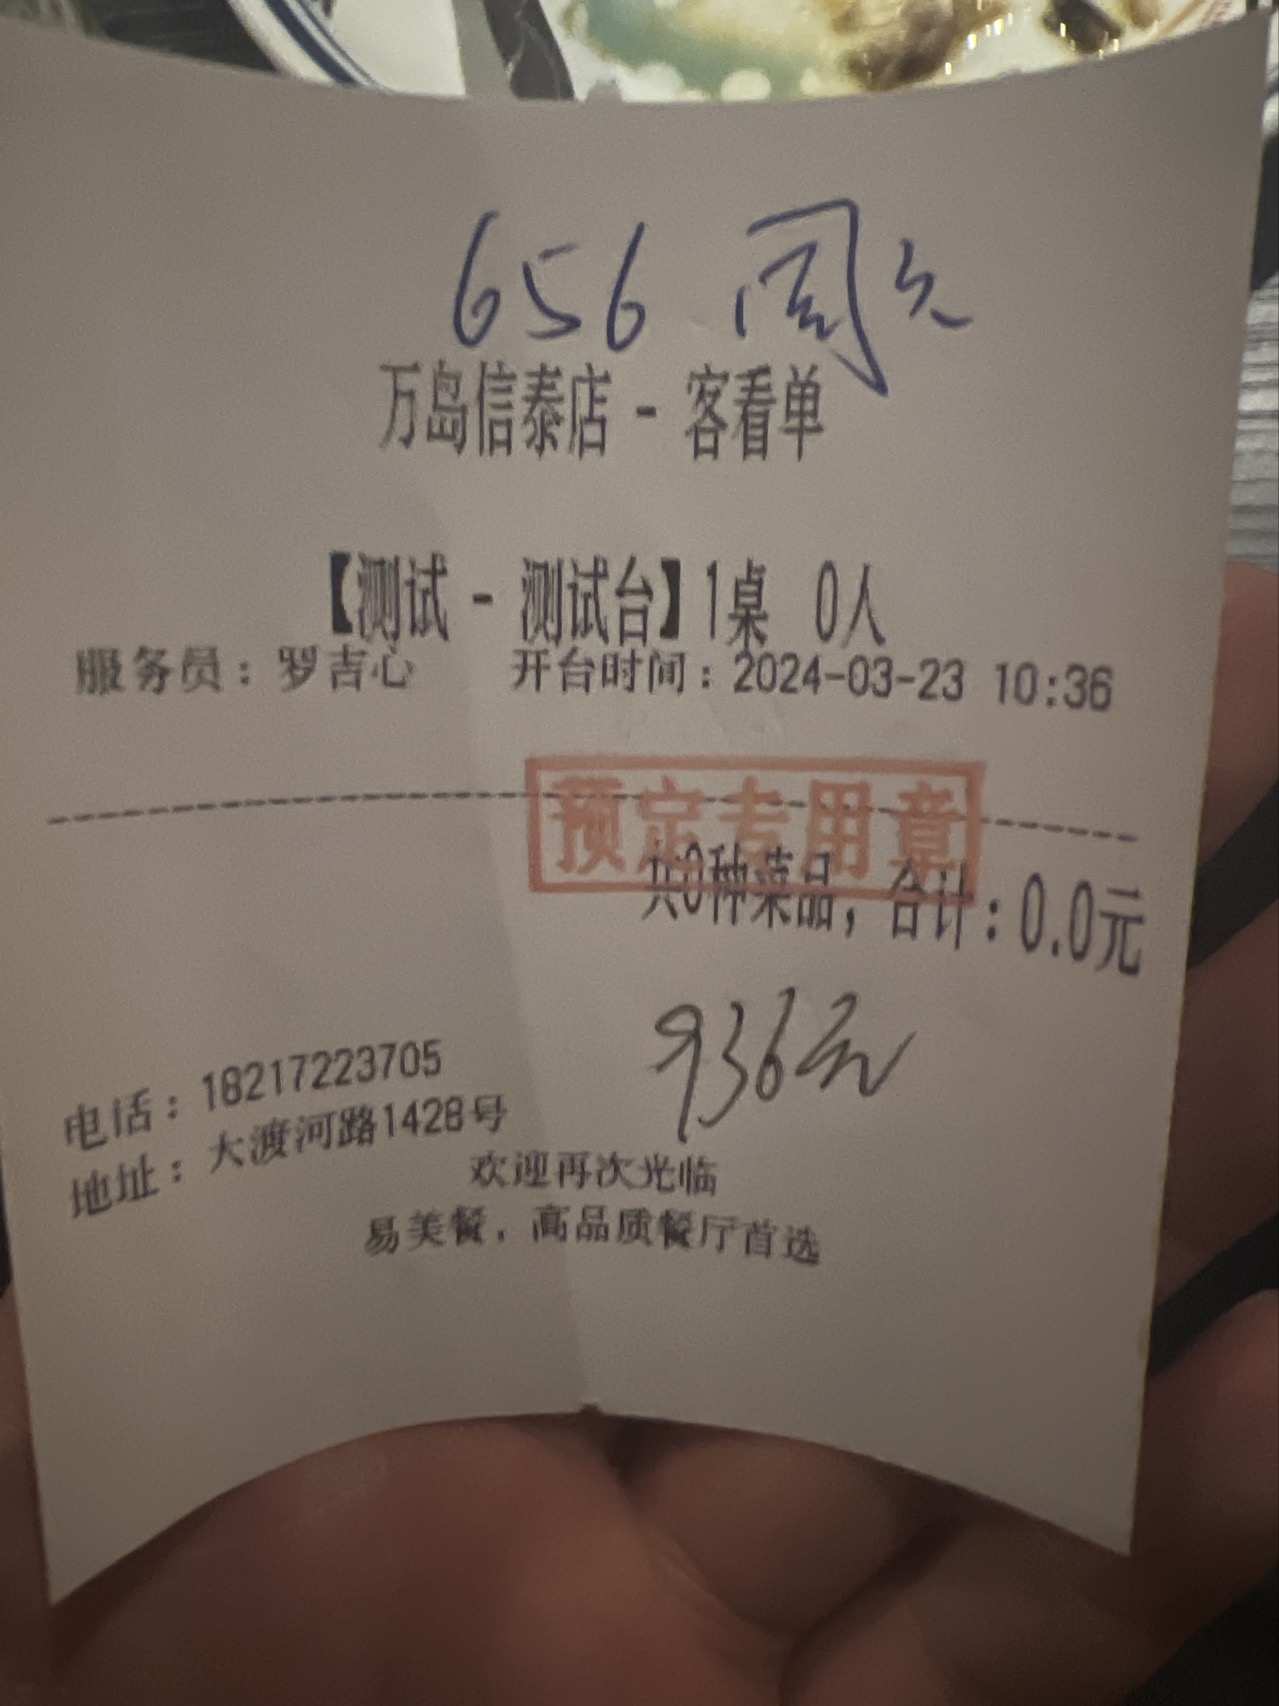 656 周先
万岛信泰店 - 客看单
【测试 - 测试台】1桌 0人
服务员：罗吉心 开台时间：2024-03-23 10:36
预定专用章
共0种菜品，合计：0.0元
936元
电话：18217223705
地址：大渡河路1428号
欢迎再次光临
易美餐，高品质餐厅首选